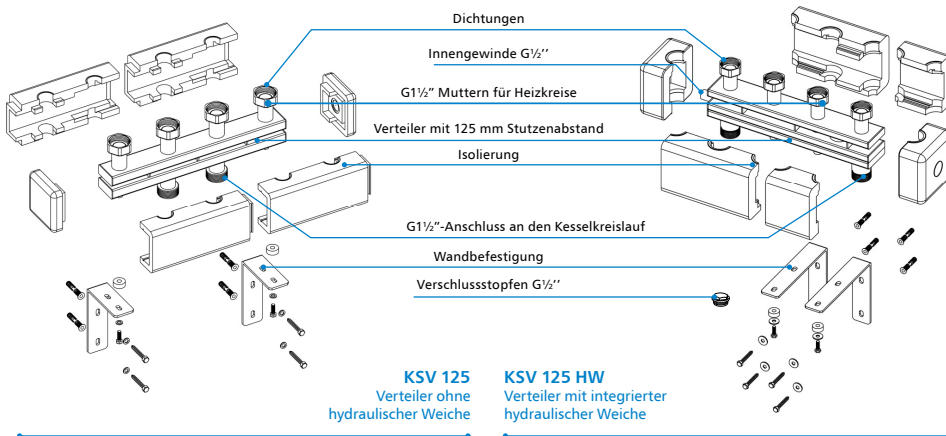 Dichtungen
Innengewinde G½’’
G1½” Muttern für Heizkreise
Verteiler mit 125 mm Stutzenabstand
Isolierung
G1½”-Anschluss an den Kesselkreislauf
Wandbefestigung
Verschlussstopfen G½’’
KSV 125
Verteiler ohne
hydraulischer Weiche
KSV 125 HW
Verteiler mit integrierter
hydraulischer Weiche